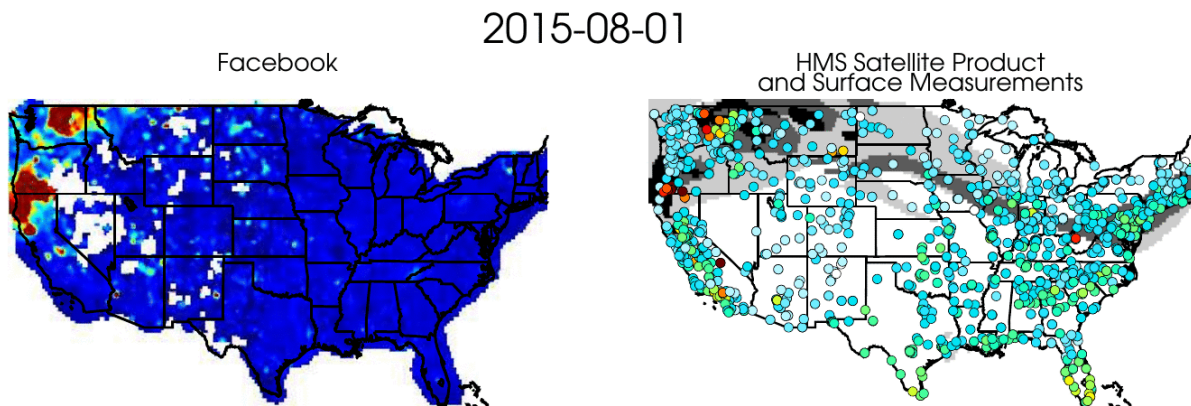 2015-08-01
Facebook
HMS Satellite Product
and Surface Measurements